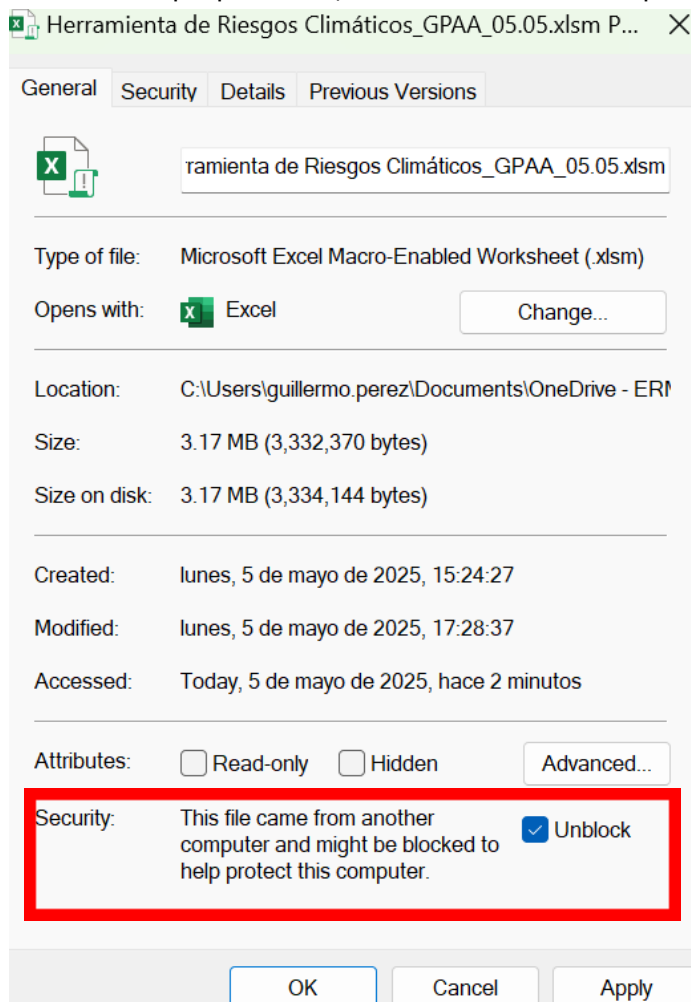 Herramienta de Riesgos Climáticos_GPAA_05.05.xlsm P...
General Security Details Previous Versions
ramienta de Riesgos Climáticos_GPAA_05.05.xlsm
Type of file: Microsoft Excel Macro-Enabled Worksheet (.xlsm)
Opens with: Excel Change...
Location: C:\Users\guillermo.perez\Documents\OneDrive - ERM
Size: 3.17 MB (3,332,370 bytes)
Size on disk: 3.17 MB (3,334,144 bytes)
Created: lunes, 5 de mayo de 2025, 15:24:27
Modified: lunes, 5 de mayo de 2025, 17:28:37
Accessed: Today, 5 de mayo de 2025, hace 2 minutos
Attributes: Read-only Hidden Advanced...
Security: This file came from another
computer and might be blocked to
help protect this computer.
Unblock
OK Cancel Apply